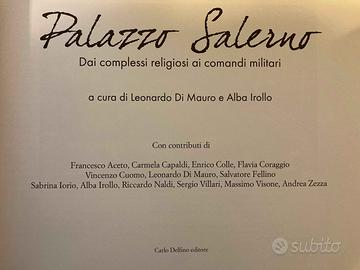 Palazzo Salerno
Dai complessi religiosi ai comandi militari
a cura di Leonardo Di Mauro e Alba Irollo
Con contributi di
Francesco Aceto, Carmela Capaldi, Enrico Colle, Flavia Coraggio
Vincenzo Cuomo, Leonardo Di Mauro, Salvatore Fellino
Sabrina Iorio, Alba Irollo, Riccardo Naldi, Sergio Villari, Massimo Visone, Andrea Zezza
Carlo Delfino editore
subito